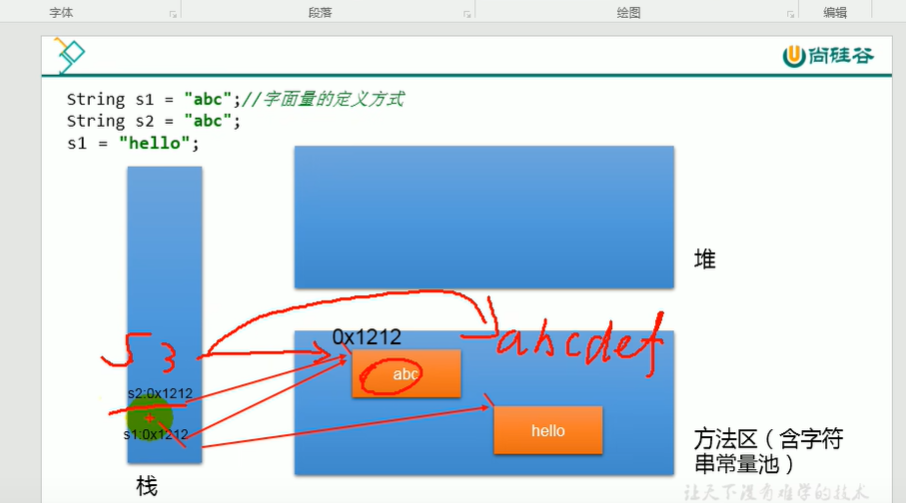 字体
段落
绘图
编辑
尚硅谷
String s1 = "abc";//字面量的定义方式
String s2 = "abc";
s1 = "hello";
堆
0x1212
abcdef
s3
abc
s2:0x1212
s1:0x1212
hello
方法区（含字符
串常量池）
栈
让天下没有难学的技术